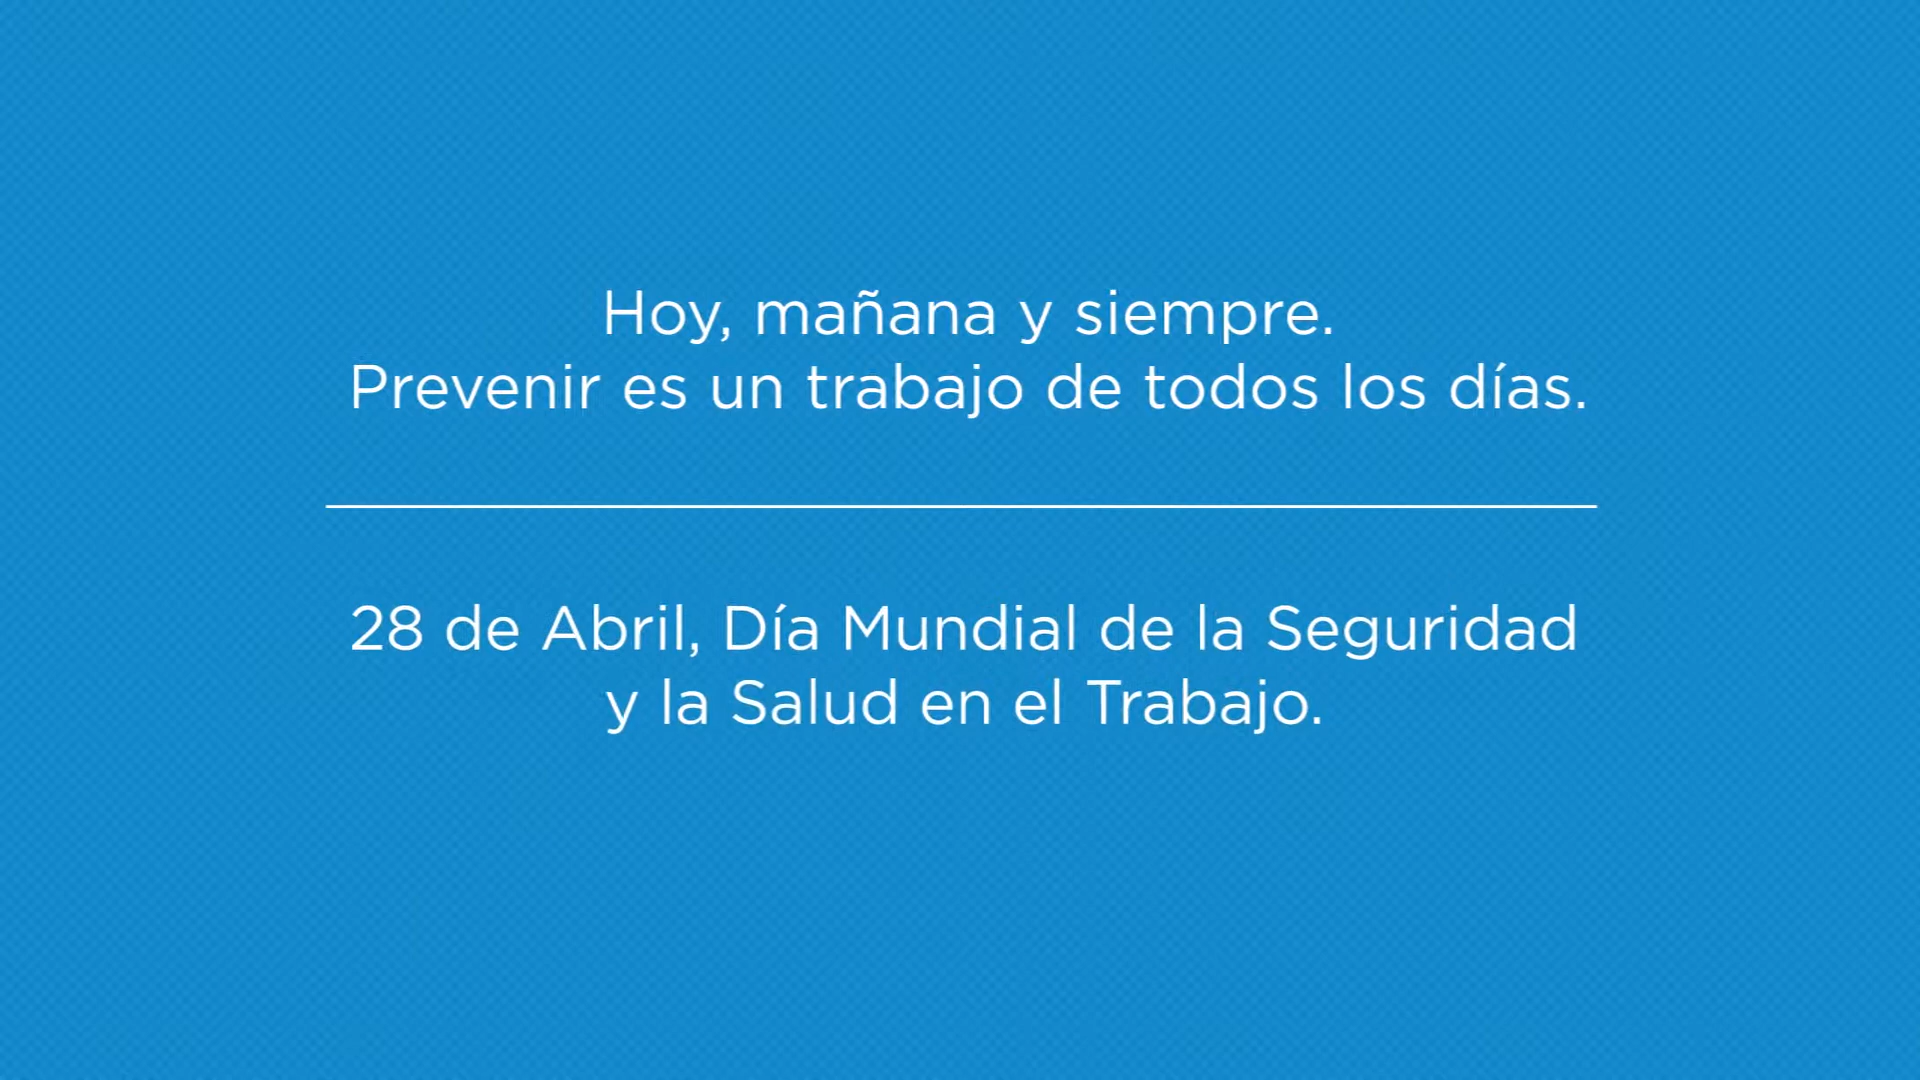 Hoy, mañana y siempre.
Prevenir es un trabajo de todos los días.
28 de Abril, Día Mundial de la Seguridad
y la Salud en el Trabajo.